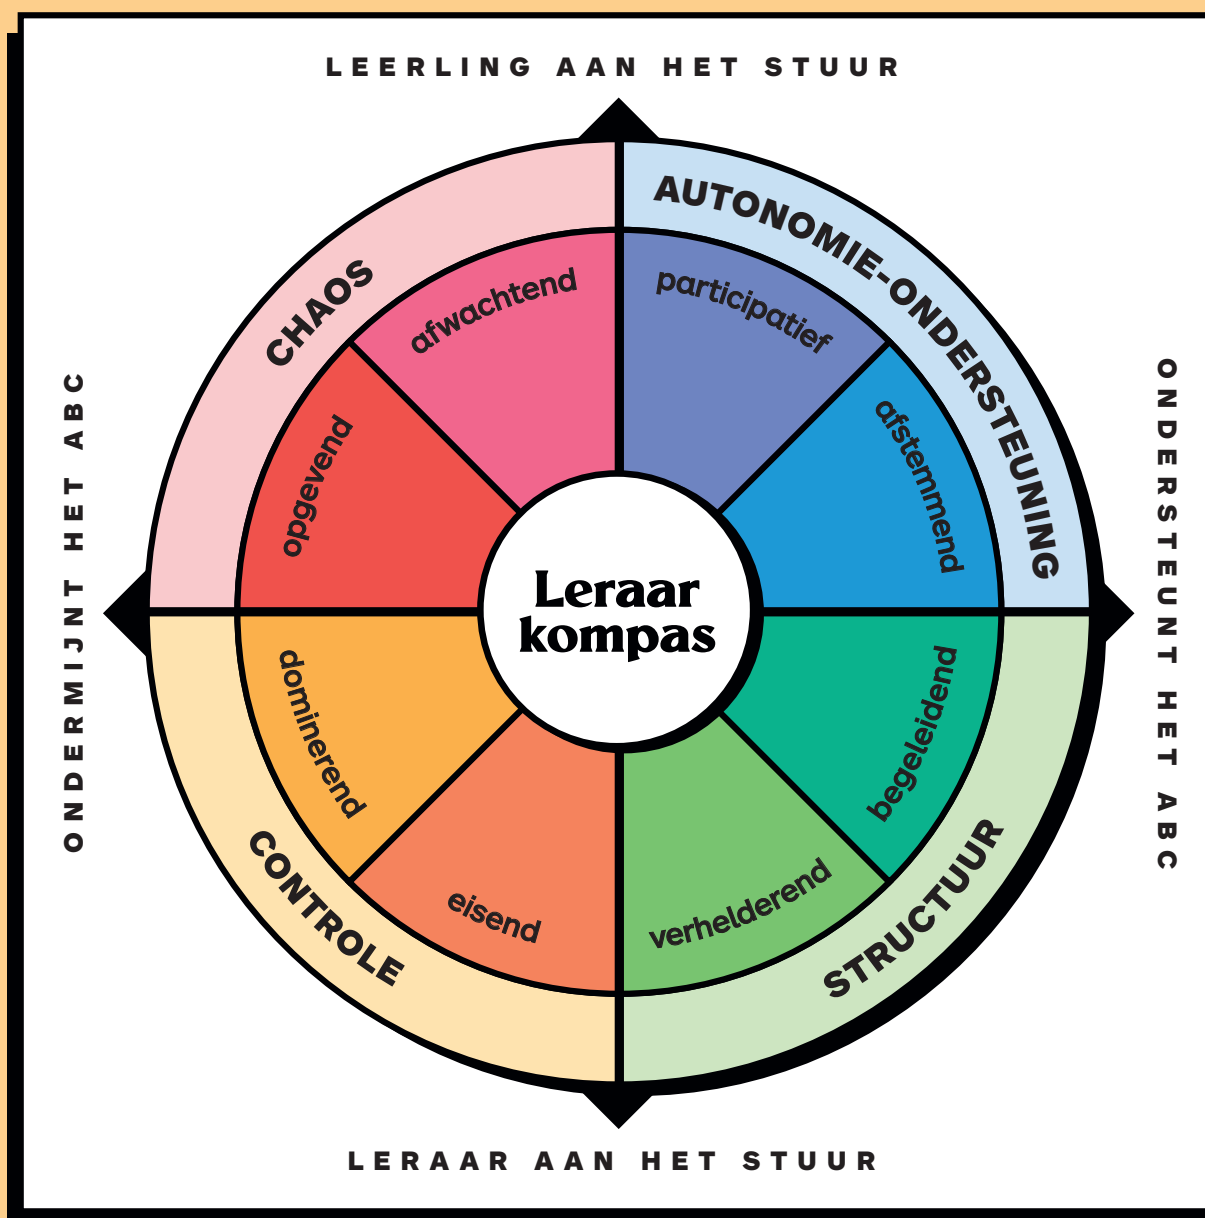 LEERLING AAN HET STUUR
AUTONOMIE-ONDERSTEUNING
CHAOS
afwachtend
participatief
opgevend
afstemmend
ONDERMIJNT HET ABC
ONDERSTEUNT HET ABC
Leraar
kompas
dominerend
begeleidend
eisend
verhelderend
CONTROLE
STRUCTUUR
LERAAR AAN HET STUUR